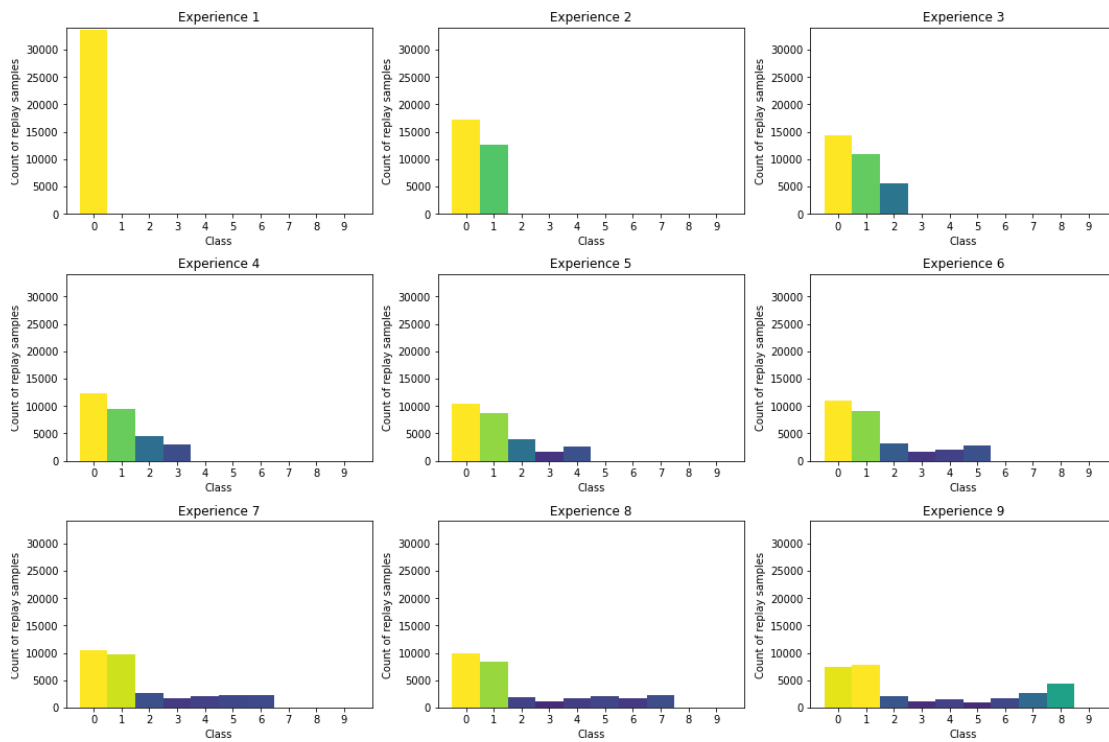 Experience 1
Count of replay samples
30000
25000
20000
15000
10000
5000
0
0 1 2 3 4 5 6 7 8 9
Class
Experience 2
Count of replay samples
30000
25000
20000
15000
10000
5000
0
0 1 2 3 4 5 6 7 8 9
Class
Experience 3
Count of replay samples
30000
25000
20000
15000
10000
5000
0
0 1 2 3 4 5 6 7 8 9
Class
Experience 4
Count of replay samples
30000
25000
20000
15000
10000
5000
0
0 1 2 3 4 5 6 7 8 9
Class
Experience 5
Count of replay samples
30000
25000
20000
15000
10000
5000
0
0 1 2 3 4 5 6 7 8 9
Class
Experience 6
Count of replay samples
30000
25000
20000
15000
10000
5000
0
0 1 2 3 4 5 6 7 8 9
Class
Experience 7
Count of replay samples
30000
25000
20000
15000
10000
5000
0
0 1 2 3 4 5 6 7 8 9
Class
Experience 8
Count of replay samples
30000
25000
20000
15000
10000
5000
0
0 1 2 3 4 5 6 7 8 9
Class
Experience 9
Count of replay samples
30000
25000
20000
15000
10000
5000
0
0 1 2 3 4 5 6 7 8 9
Class